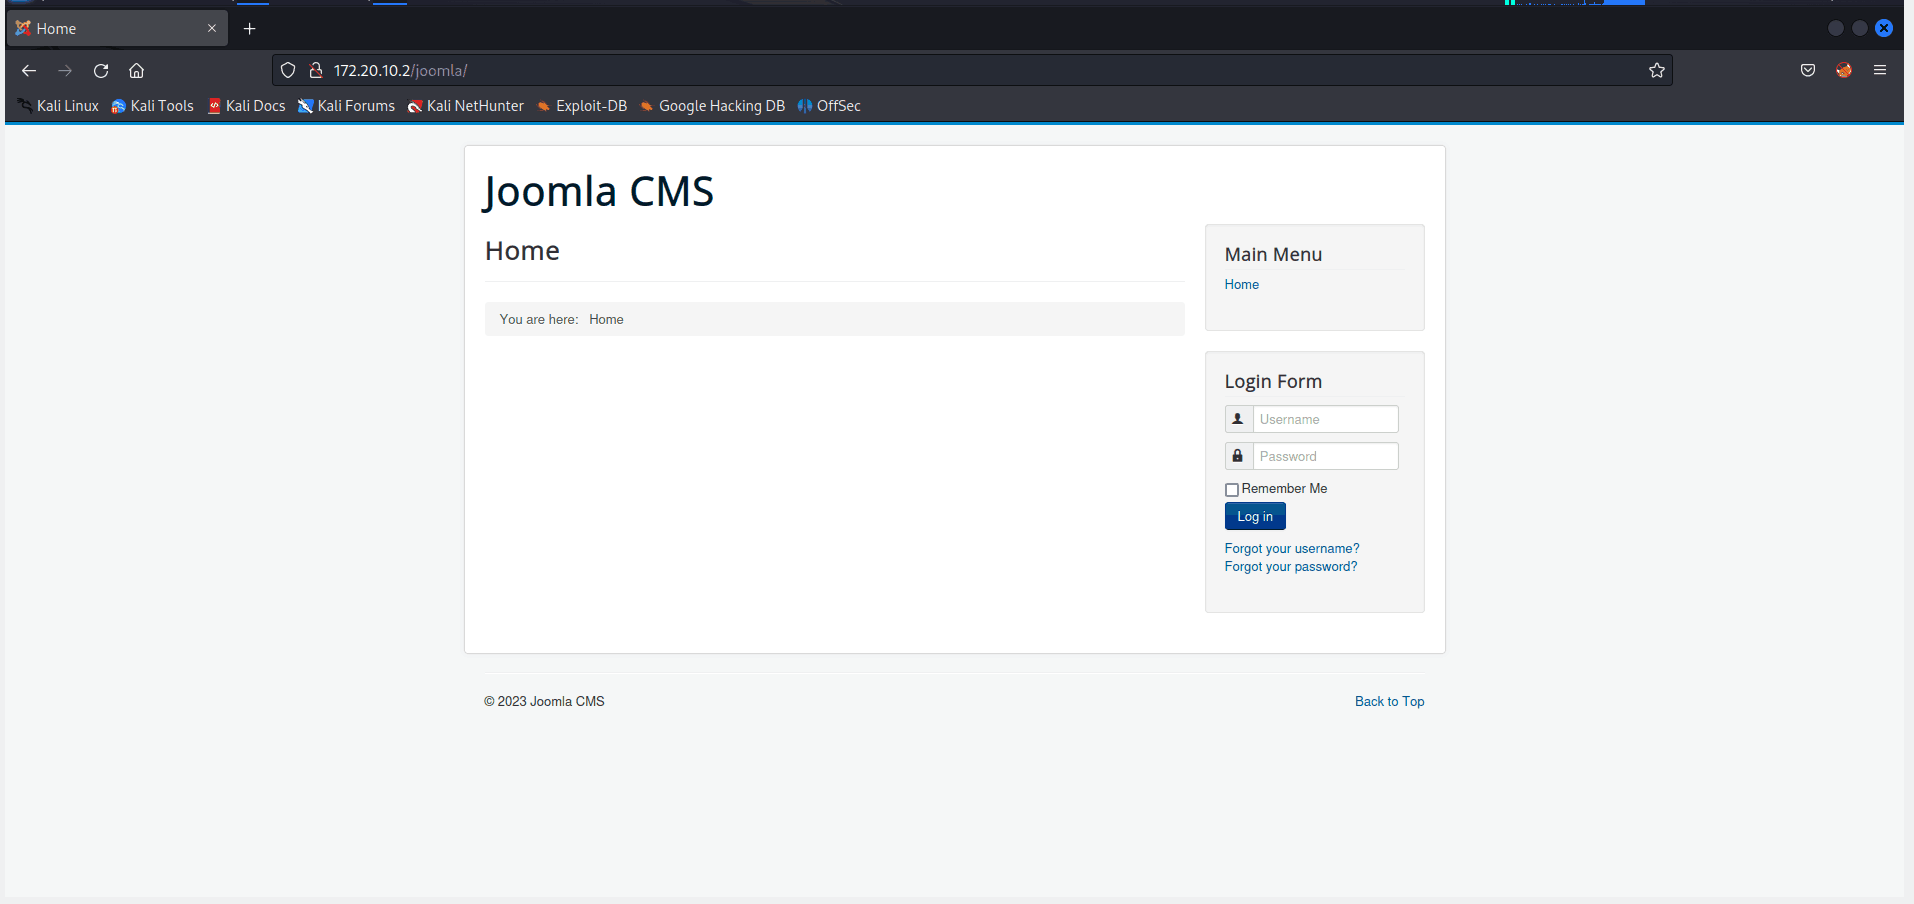 Home
172.20.10.2/joomla/
Kali Linux Kali Tools Kali Docs Kali Forums Kali NetHunter Exploit-DB Google Hacking DB OffSec
Joomla CMS
Home
You are here: Home
Main Menu
Home
Login Form
Username
Password
Remember Me
Log in
Forgot your username?
Forgot your password?
© 2023 Joomla CMS
Back to Top